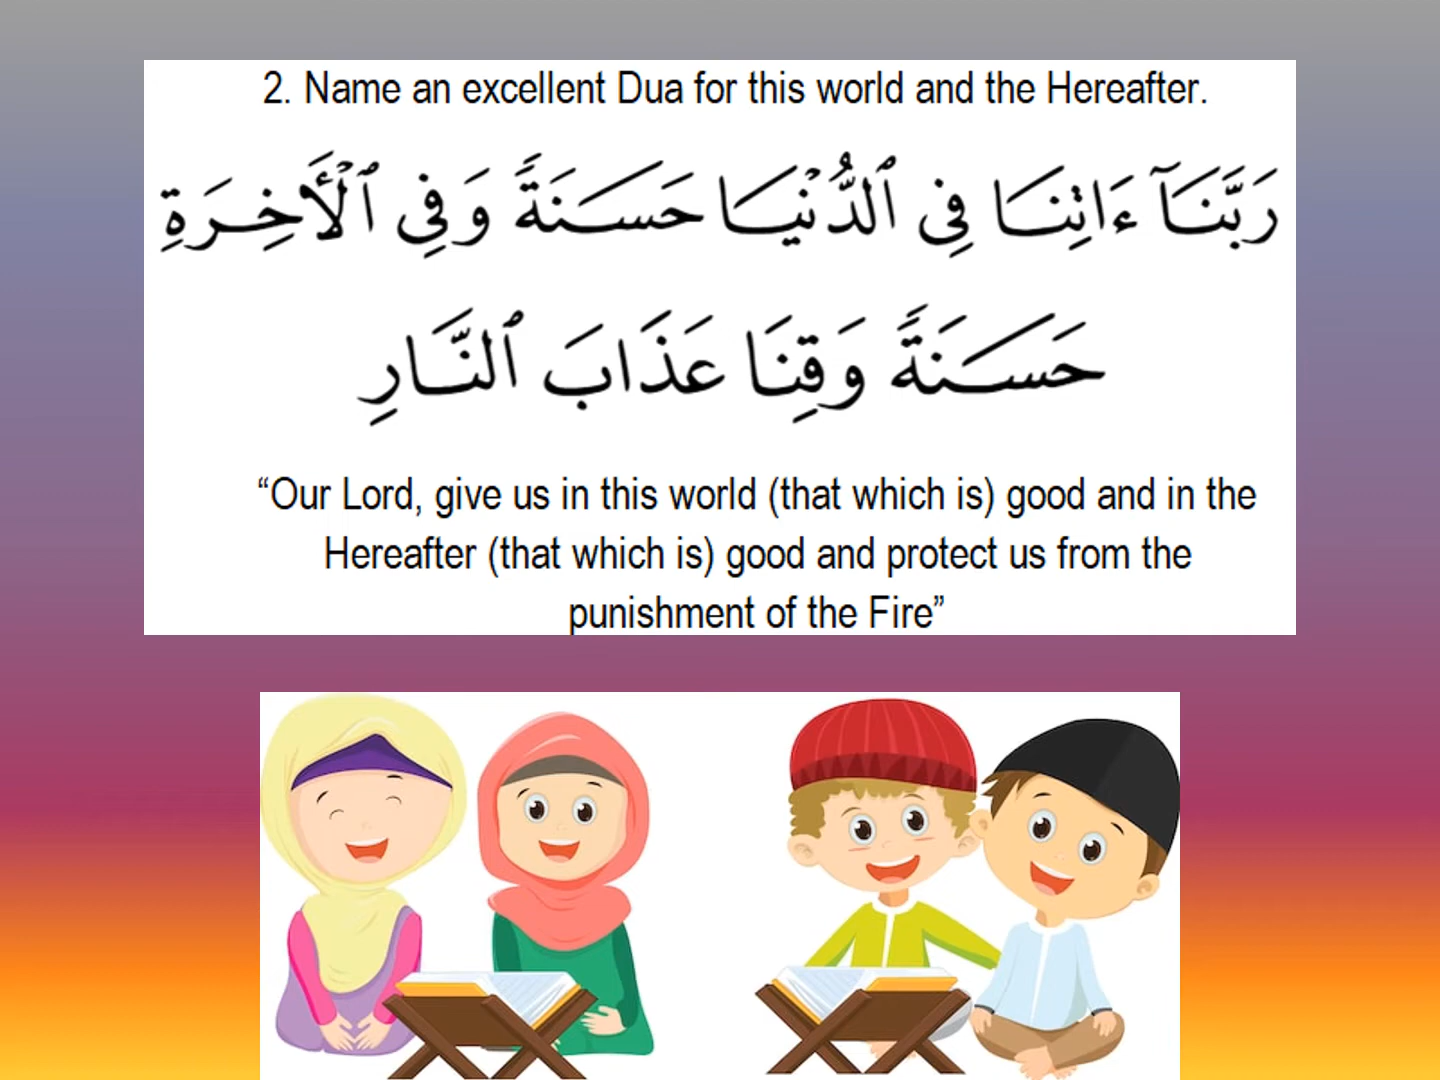 2. Name an excellent Dua for this world and the Hereafter.
رَبَّنَآ ءَاتِنَا فِى ٱلدُّنْيَا حَسَنَةً وَفِى ٱلْأَخِرَةِ
حَسَنَةً وَقِنَا عَذَابَ ٱلنَّارِ
“Our Lord, give us in this world (that which is) good and in the
Hereafter (that which is) good and protect us from the
punishment of the Fire”